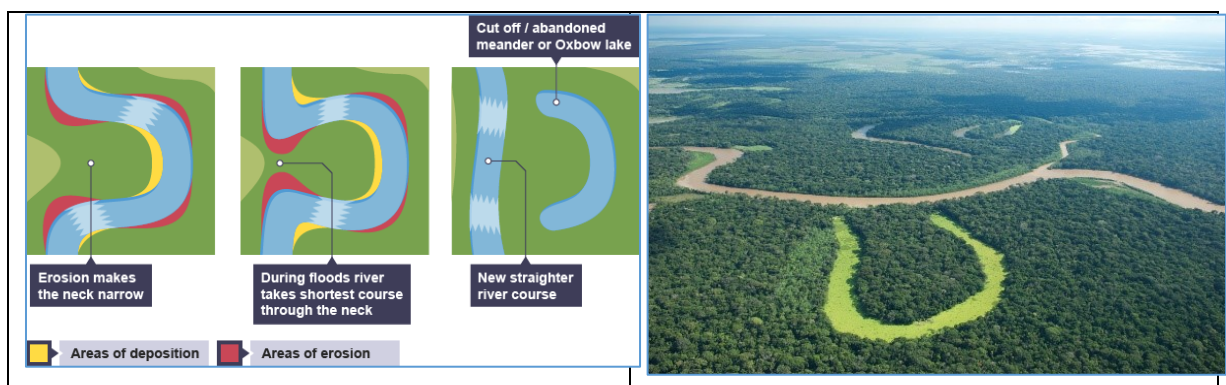 Cut off / abandoned
meander or Oxbow lake
Erosion makes
the neck narrow
During floods river
takes shortest course
through the neck
New straighter
river course
Areas of deposition
Areas of erosion